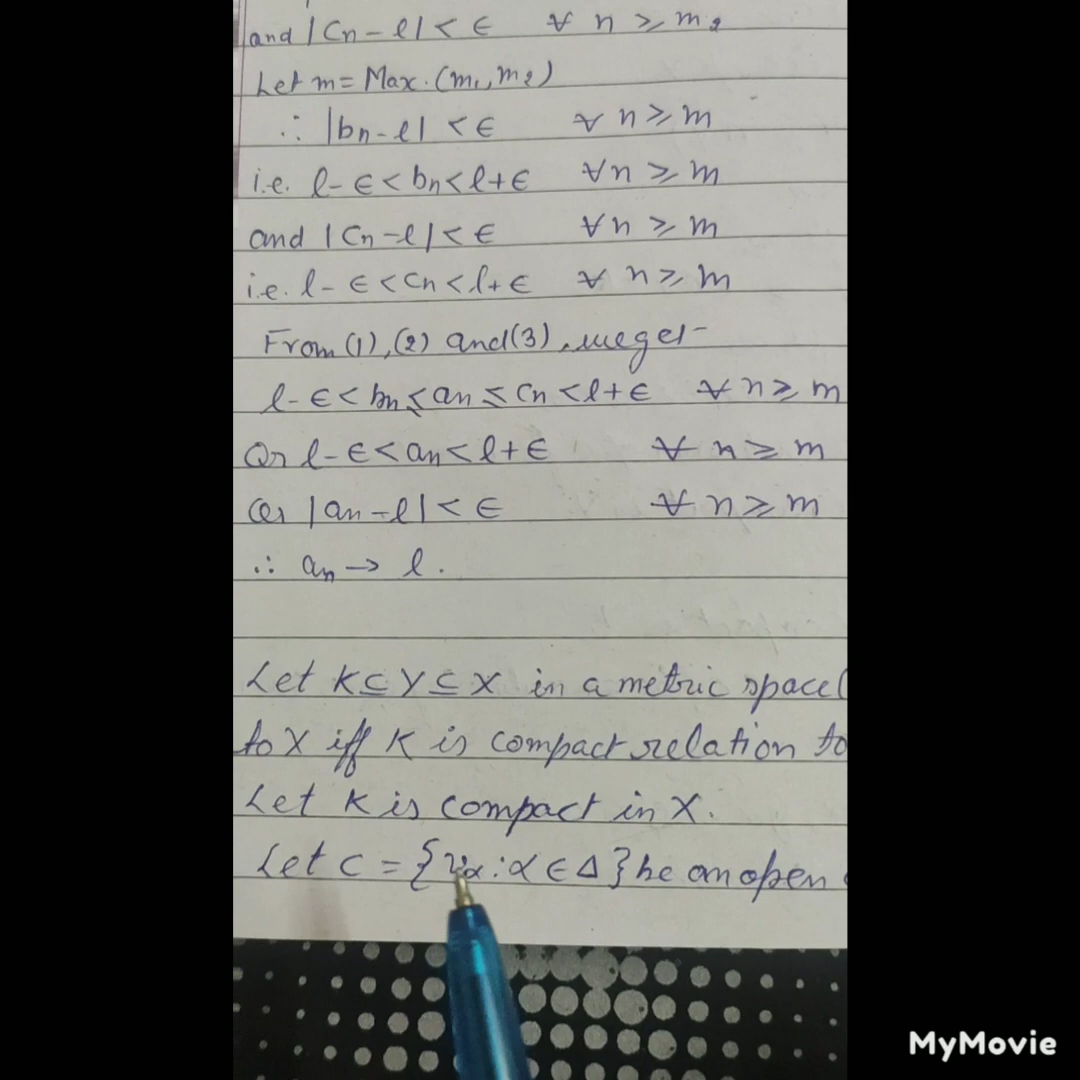 and |Cn - l| < ϵ ∀ n ≥ m2
Let m = Max. (m1, m2)
∴ |bn - l| < ϵ ∀ n ≥ m
i.e. l - ϵ < bn < l + ϵ ∀ n ≥ m
and |Cn - l| < ϵ ∀ n ≥ m
i.e. l - ϵ < cn < l + ϵ ∀ n ≥ m
From (1), (2) and (3), we get
l - ϵ < bn ≤ an ≤ cn < l + ϵ ∀ n ≥ m
Or l - ϵ < an < l + ϵ ∀ n ≥ m
Or |an - l| < ϵ ∀ n ≥ m
∴ an → l.
Let K ⊆ Y ⊆ X in a metric space (
to X iff K is compact relation to
Let K is compact in X.
Let C = {vα : α ∈ Δ} be an open
MyMovie